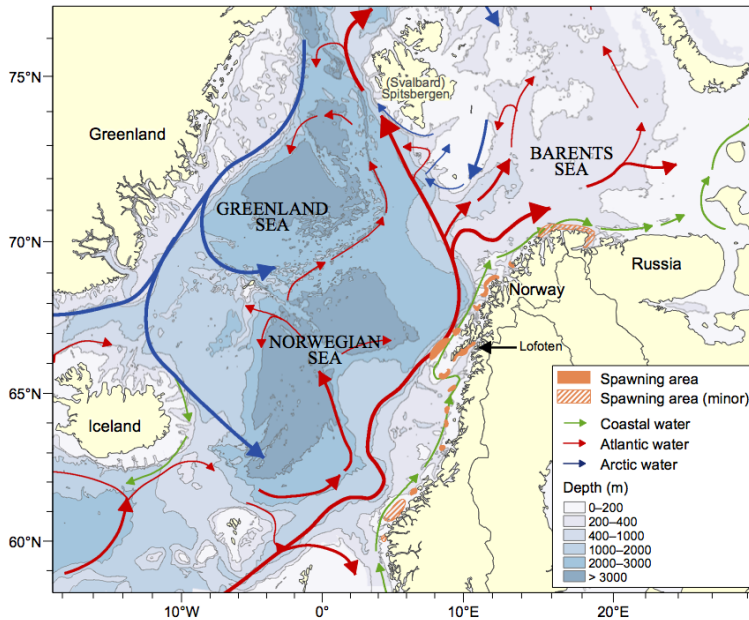 75°N
70°N
65°N
60°N
10°W
0°
10°E
20°E
Greenland
(Svalbard)
Spitsbergen
BARENTS
SEA
GREENLAND
SEA
Russia
Norway
NORWEGIAN
SEA
Lofoten
Iceland
Spawning area
Spawning area (minor)
Coastal water
Atlantic water
Arctic water
Depth (m)
0–200
200–400
400–1000
1000–2000
2000–3000
> 3000